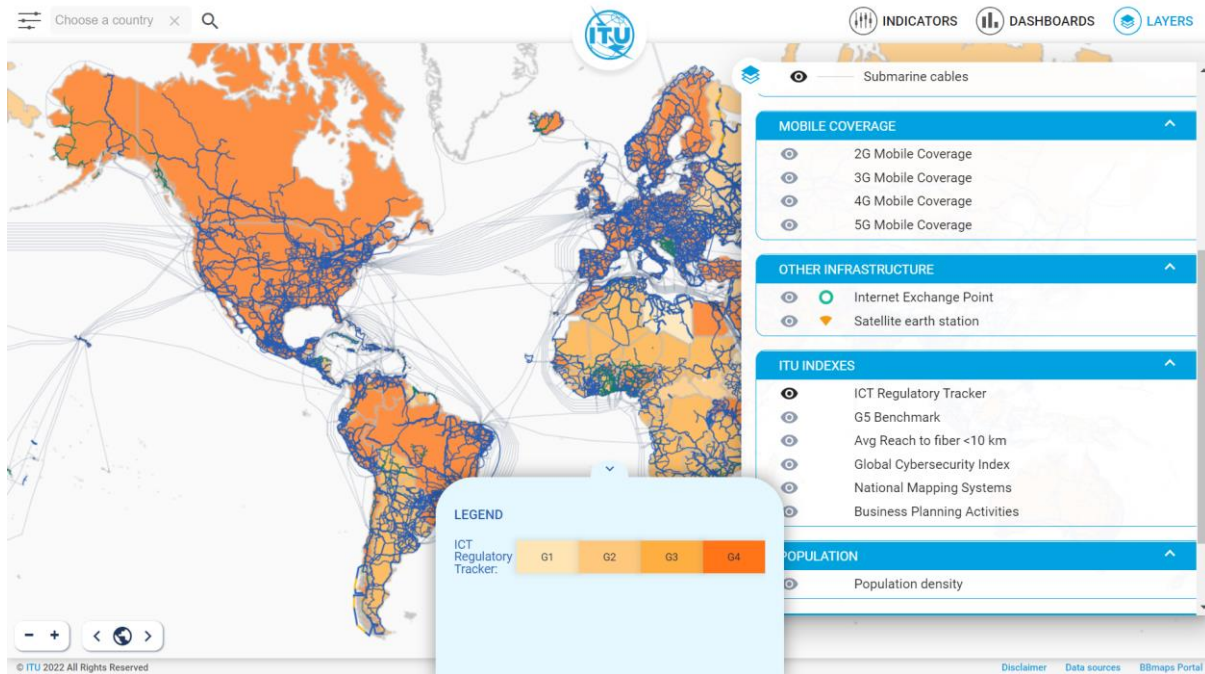 Choose a country
ITU
INDICATORS
DASHBOARDS
LAYERS
Submarine cables
MOBILE COVERAGE
2G Mobile Coverage
3G Mobile Coverage
4G Mobile Coverage
5G Mobile Coverage
OTHER INFRASTRUCTURE
Internet Exchange Point
Satellite earth station
ITU INDEXES
ICT Regulatory Tracker
G5 Benchmark
Avg Reach to fiber <10 km
Global Cybersecurity Index
National Mapping Systems
Business Planning Activities
POPULATION
Population density
LEGEND
ICT
Regulatory
Tracker:
G1 G2 G3 G4
© ITU 2022 All Rights Reserved
Disclaimer Data sources BBmaps Portal